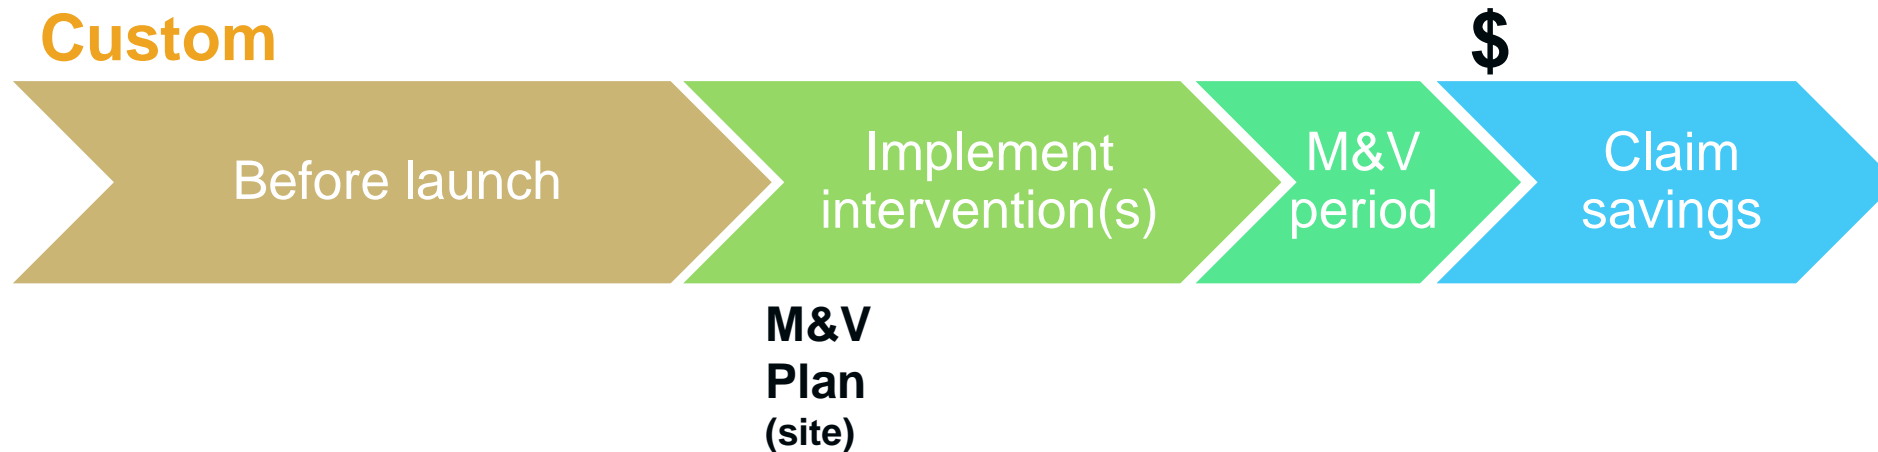 Custom
$
Before launch
Implement
intervention(s)
M&V
period
Claim
savings
M&V
Plan
(site)